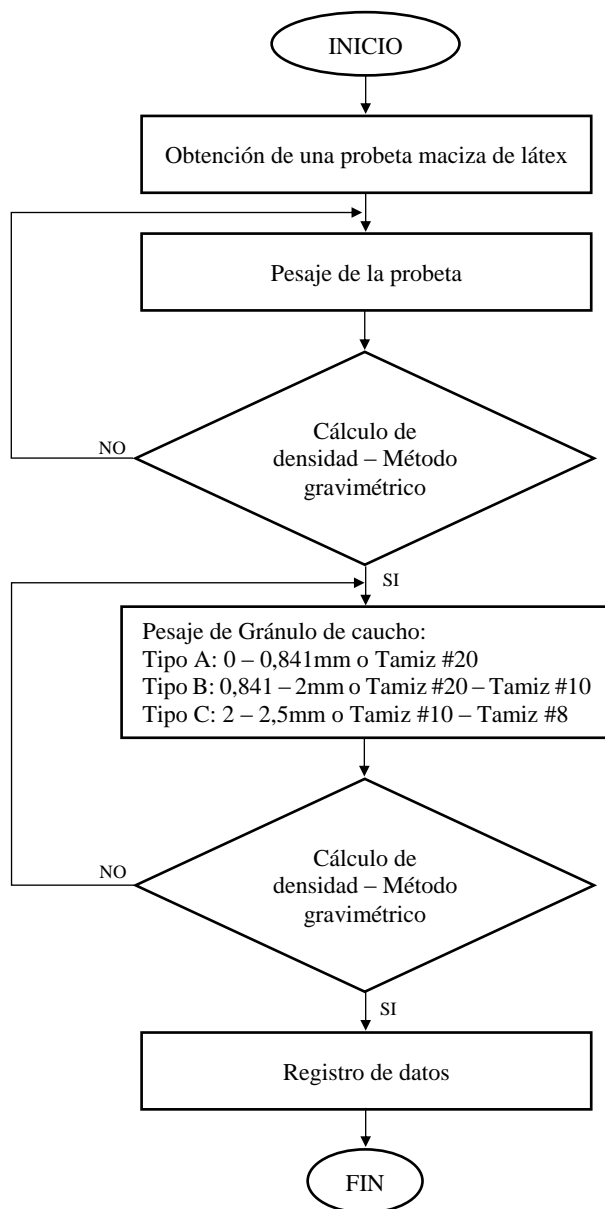 INICIO
Obtención de una probeta maciza de látex
Pesaje de la probeta
Cálculo de
densidad – Método
gravimétrico
NO
SI
Pesaje de Gránulo de caucho:
Tipo A: 0 – 0,841mm o Tamiz #20
Tipo B: 0,841 – 2mm o Tamiz #20 – Tamiz #10
Tipo C: 2 – 2,5mm o Tamiz #10 – Tamiz #8
Cálculo de
densidad – Método
gravimétrico
NO
SI
Registro de datos
FIN